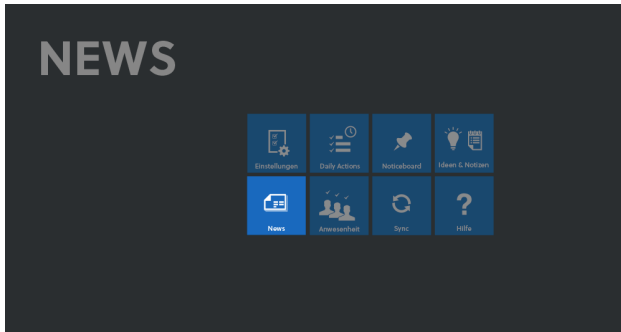 NEWS
Einstellungen
Daily Actions
Noticeboard
Ideen & Notizen
News
Anwesenheit
Sync
Hilfe